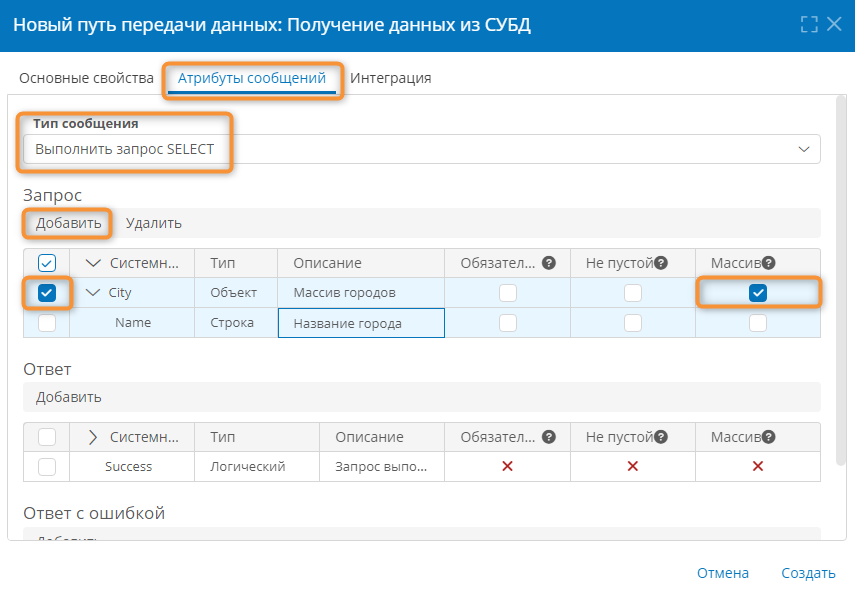 Новый путь передачи данных: Получение данных из СУБД
Основные свойства Атрибуты сообщений Интеграция
Тип сообщения
Выполнить запрос SELECT
Запрос
Добавить Удалить
Системн... Тип Описание Обязател... ? Не пустой ? Массив ?
City Объект Массив городов
Name Строка Название города
Ответ
Добавить
Системн... Тип Описание Обязател... ? Не пустой ? Массив ?
Success Логический Запрос выпо...
Ответ с ошибкой
Добавить
Отмена Создать